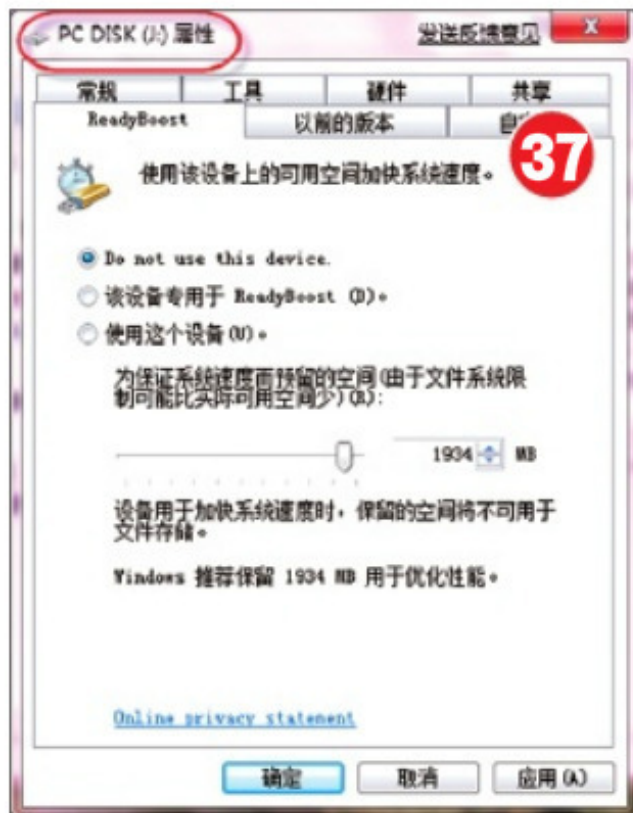 PC DISK (J:) 属性
发送反馈意见
常规 工具 硬件 共享
ReadyBoost 以前的版本 自
37
使用该设备上的可用空间加快系统速度。
Do not use this device.
该设备专用于 ReadyBoost (D)。
使用这个设备(U)。
为保证系统速度而预留的空间(由于文件系统限
制可能比实际可用空间少)(R):
1934 MB
设备用于加快系统速度时，保留的空间将不可用于
文件存储。
Windows 推荐保留 1934 MB 用于优化性能。
Online privacy statement
确定 取消 应用(A)